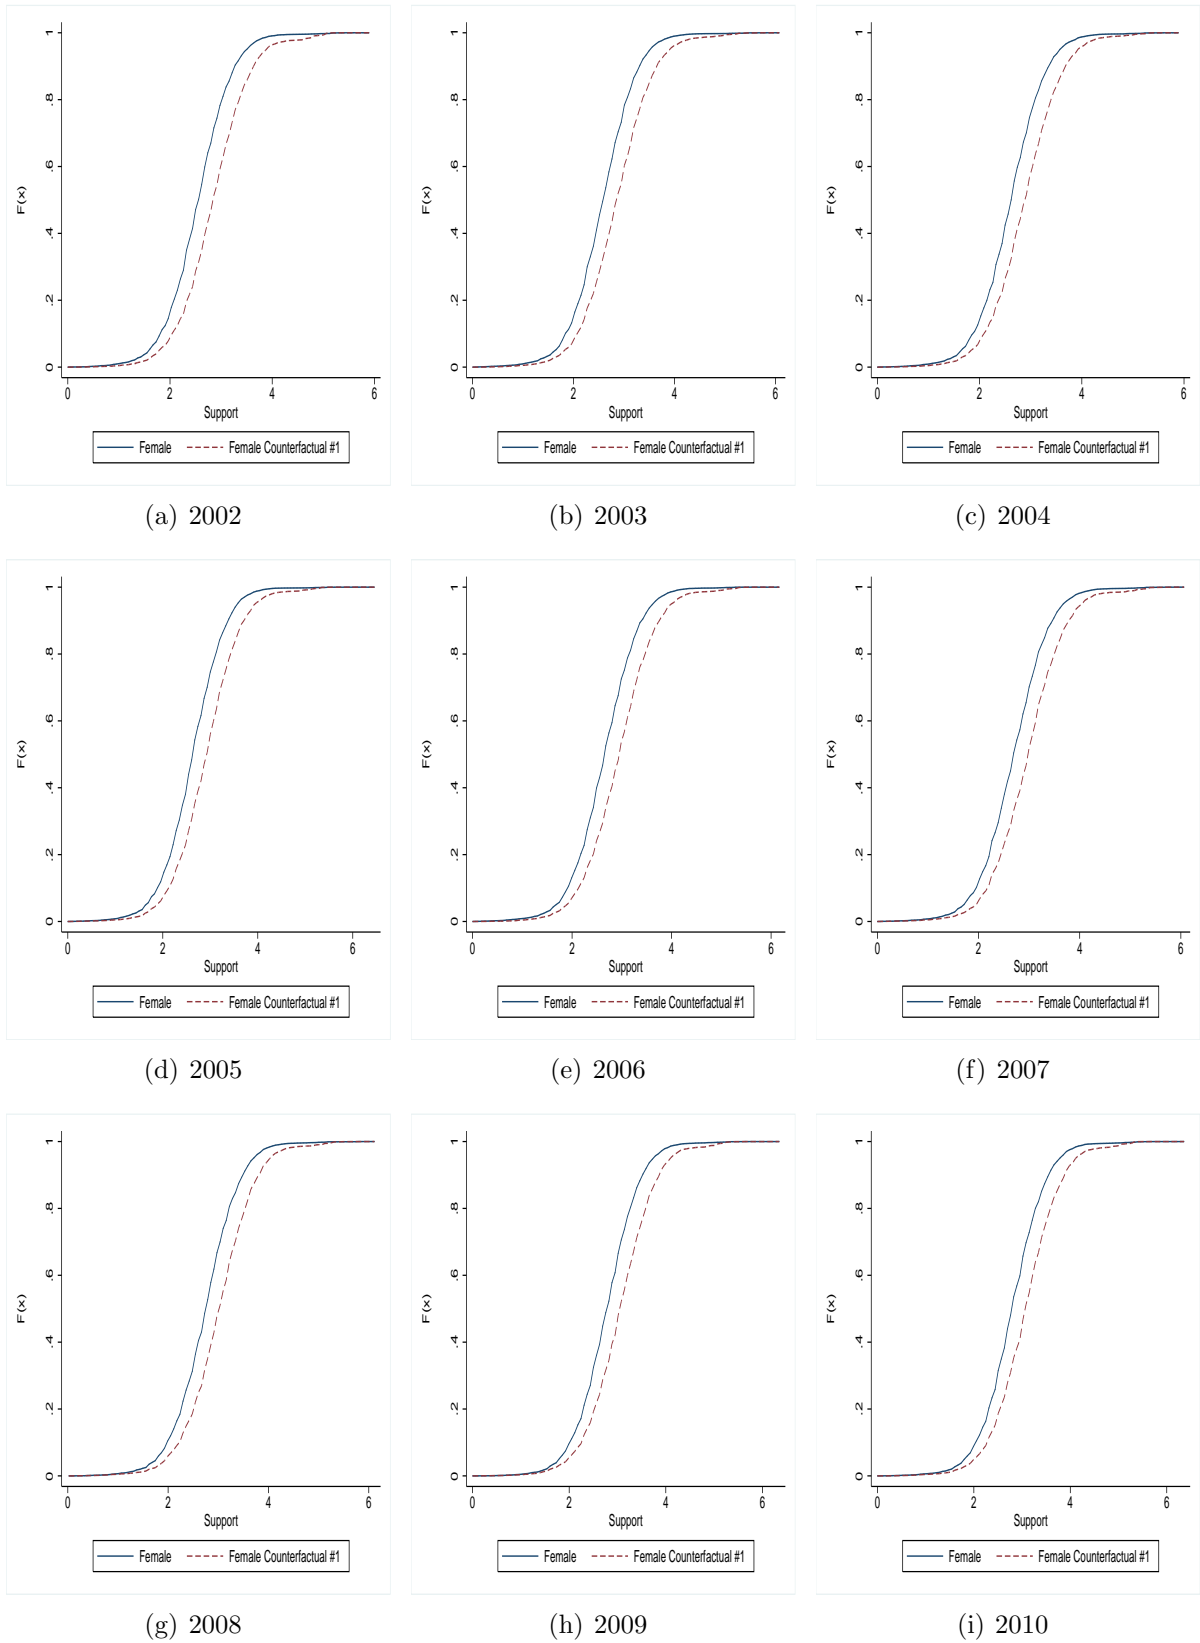 F(x)
0 .2 .4 .6 .8 1
0 2 4 6
Support
Female Female Counterfactual #1
(a) 2002
F(x)
0 .2 .4 .6 .8 1
0 2 4 6
Support
Female Female Counterfactual #1
(b) 2003
F(x)
0 .2 .4 .6 .8 1
0 2 4 6
Support
Female Female Counterfactual #1
(c) 2004
F(x)
0 .2 .4 .6 .8 1
0 2 4 6
Support
Female Female Counterfactual #1
(d) 2005
F(x)
0 .2 .4 .6 .8 1
0 2 4 6
Support
Female Female Counterfactual #1
(e) 2006
F(x)
0 .2 .4 .6 .8 1
0 2 4 6
Support
Female Female Counterfactual #1
(f) 2007
F(x)
0 .2 .4 .6 .8 1
0 2 4 6
Support
Female Female Counterfactual #1
(g) 2008
F(x)
0 .2 .4 .6 .8 1
0 2 4 6
Support
Female Female Counterfactual #1
(h) 2009
F(x)
0 .2 .4 .6 .8 1
0 2 4 6
Support
Female Female Counterfactual #1
(i) 2010